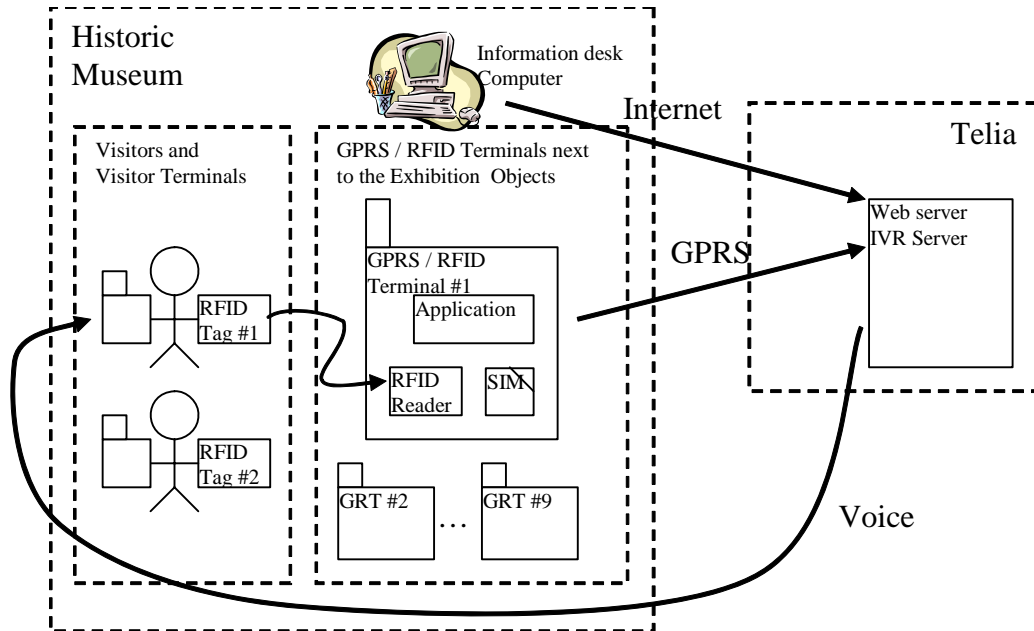 Historic
Museum
Information desk
Computer
Internet
Telia
Visitors and
Visitor Terminals
GPRS / RFID Terminals next
to the Exhibition Objects
Web server
IVR Server
GPRS
GPRS / RFID
Terminal #1
Application
RFID
Tag #1
RFID
Reader
SIM
RFID
Tag #2
GRT #2
...
GRT #9
Voice